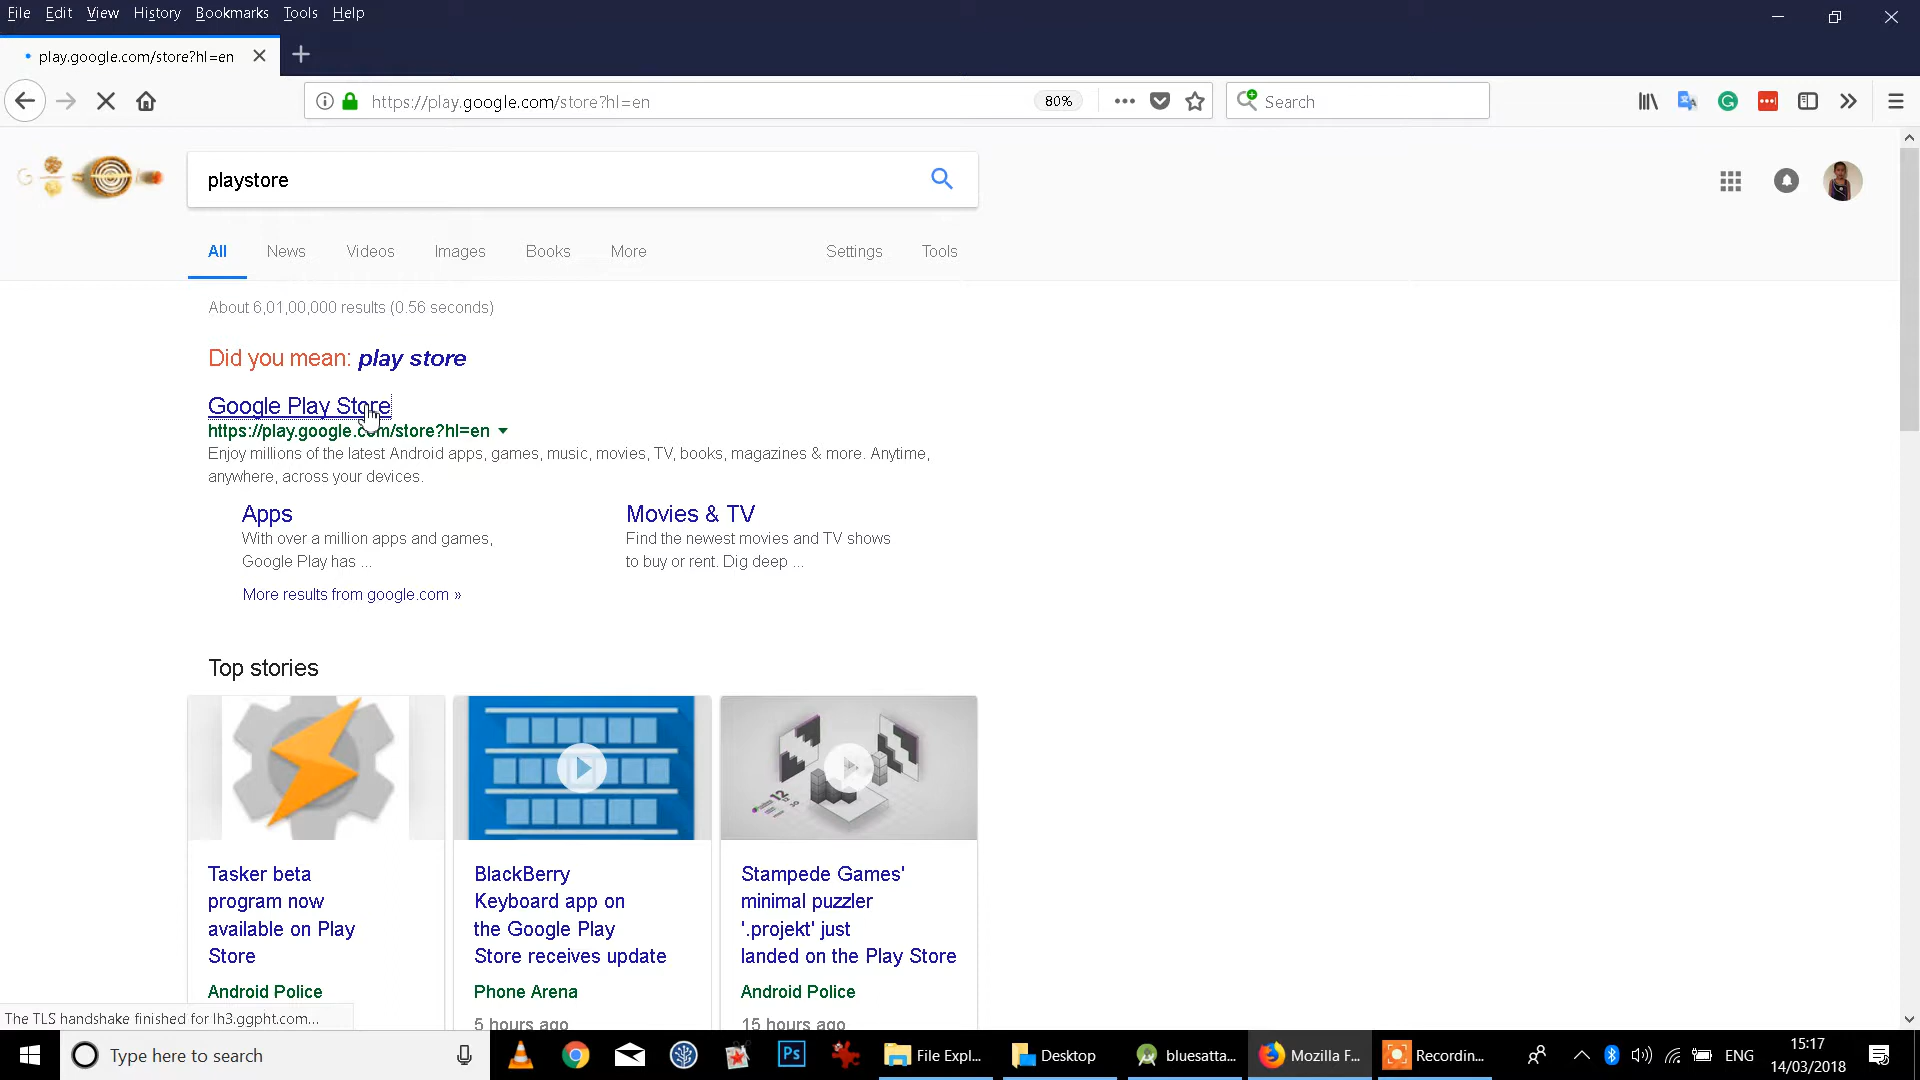 File Edit View History Bookmarks Tools Help
play.google.com/store?hl=en
https://play.google.com/store?hl=en 80% Search
playstore
All News Videos Images Books More Settings Tools
About 6,01,00,000 results (0.56 seconds)
Did you mean: play store
Google Play Store
https://play.google.com/store?hl=en
Enjoy millions of the latest Android apps, games, music, movies, TV, books, magazines & more. Anytime,
anywhere, across your devices.
Apps
With over a million apps and games,
Google Play has ...
More results from google.com »
Movies & TV
Find the newest movies and TV shows
to buy or rent. Dig deep ...
Top stories
Tasker beta
program now
available on Play
Store
Android Police
BlackBerry
Keyboard app on
the Google Play
Store receives update
Phone Arena
5 hours ago
Stampede Games'
minimal puzzler
'.projekt' just
landed on the Play Store
Android Police
15 hours ago
The TLS handshake finished for lh3.ggpht.com...
Type here to search Ps File Expl... Desktop bluesatta... Mozilla F... Recordin... ENG
15:17
14/03/2018